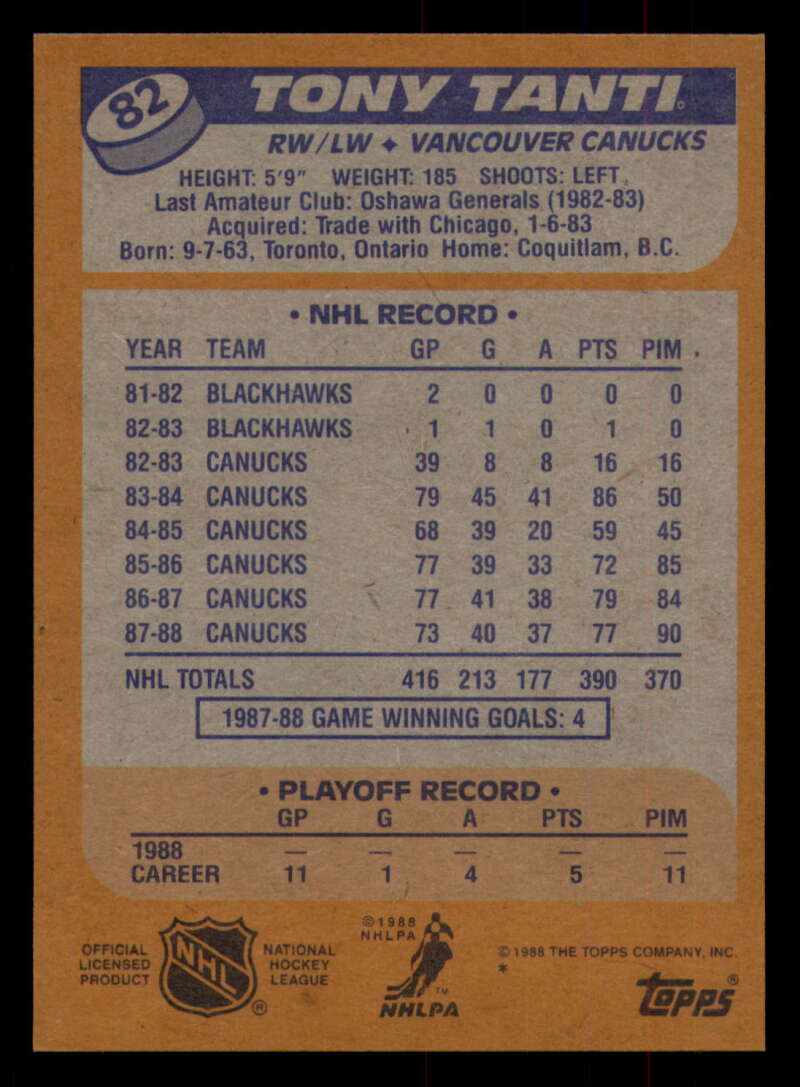 82
TONY TANTI
RW/LW ✦ VANCOUVER CANUCKS
HEIGHT: 5'9" WEIGHT: 185 SHOOTS: LEFT
Last Amateur Club: Oshawa Generals (1982-83)
Acquired: Trade with Chicago, 1-6-83
Born: 9-7-63, Toronto, Ontario Home: Coquitlam, B.C.
• NHL RECORD •
YEAR TEAM GP G A PTS PIM
81-82 BLACKHAWKS 2 0 0 0 0
82-83 BLACKHAWKS 1 1 0 1 0
82-83 CANUCKS 39 8 8 16 16
83-84 CANUCKS 79 45 41 86 50
84-85 CANUCKS 68 39 20 59 45
85-86 CANUCKS 77 39 33 72 85
86-87 CANUCKS 77 41 38 79 84
87-88 CANUCKS 73 40 37 77 90
NHL TOTALS 416 213 177 390 370
1987-88 GAME WINNING GOALS: 4
• PLAYOFF RECORD •
GP G A PTS PIM
1988 — — — — —
CAREER 11 1 4 5 11
OFFICIAL
LICENSED
PRODUCT
NHL ®
NATIONAL
HOCKEY
LEAGUE
©1988
NHLPA
TM
NHLPA
© 1988 THE TOPPS COMPANY, INC.
*
topps ®